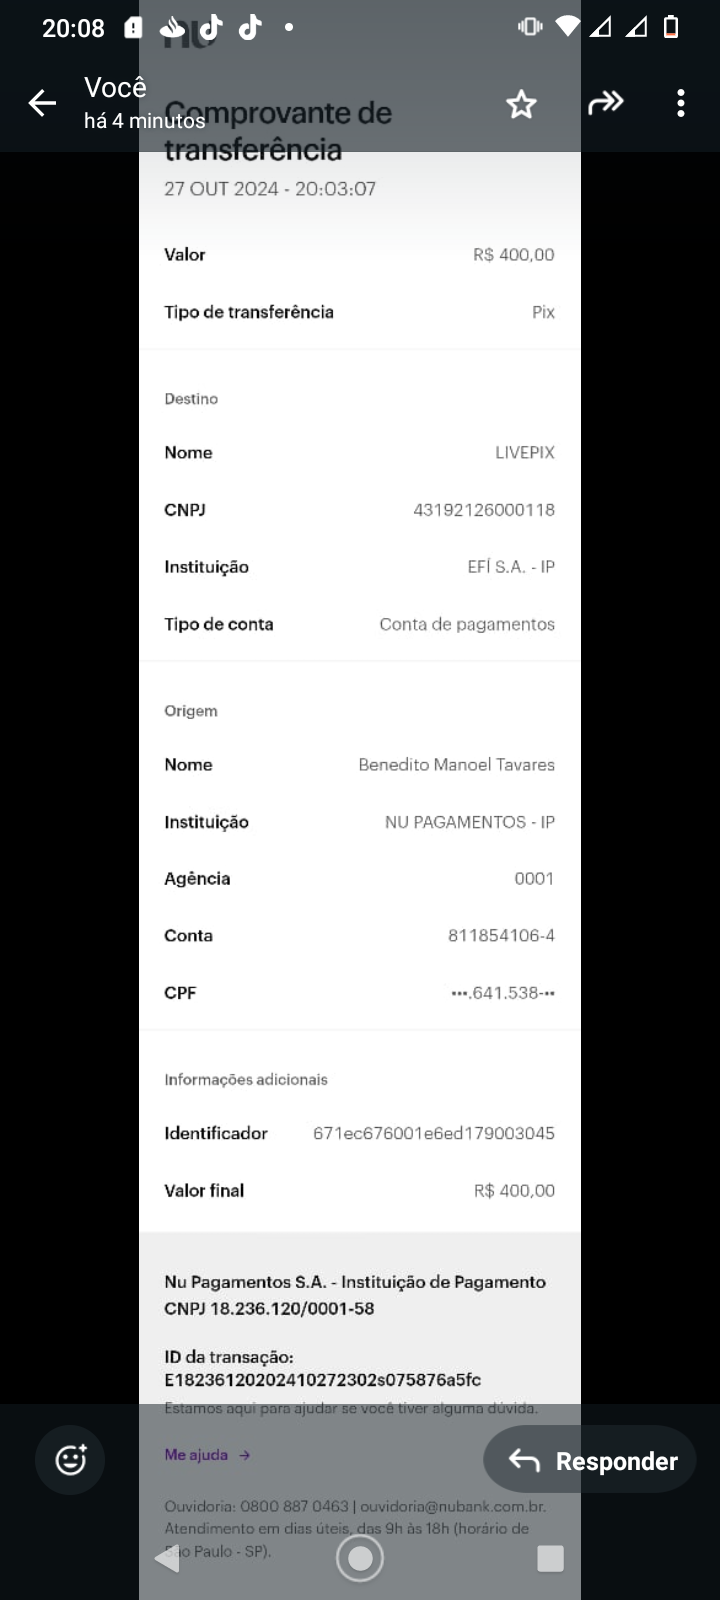 20:08
nu
Você
há 4 minutos
Comprovante de
transferência
27 OUT 2024 - 20:03:07
Valor R$ 400,00
Tipo de transferência Pix
Destino
Nome LIVEPIX
CNPJ 43192126000118
Instituição EFÍ S.A. - IP
Tipo de conta Conta de pagamentos
Origem
Nome Benedito Manoel Tavares
Instituição NU PAGAMENTOS - IP
Agência 0001
Conta 811854106-4
CPF •••.641.538-••
Informações adicionais
Identificador 671ec676001e6ed179003045
Valor final R$ 400,00
Nu Pagamentos S.A. - Instituição de Pagamento
CNPJ 18.236.120/0001-58
ID da transação:
E18236120202410272302s075876a5fc
Estamos aqui para ajudar se você tiver alguma dúvida.
Me ajuda →
Responder
Ouvidoria: 0800 887 0463 | ouvidoria@nubank.com.br.
Atendimento em dias úteis, das 9h às 18h (horário de
São Paulo - SP).